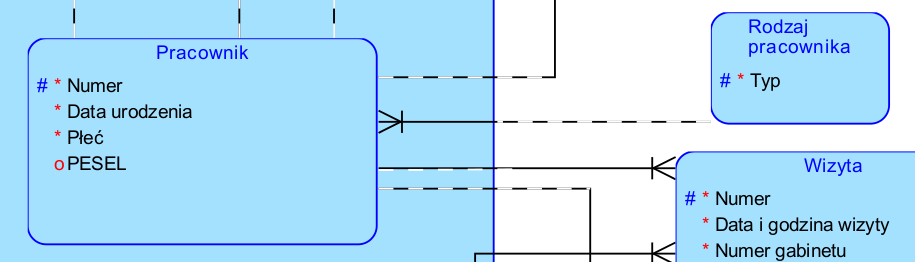 Pracownik
# * Numer
* Data urodzenia
* Płeć
o PESEL
Rodzaj
pracownika
# * Typ
Wizyta
# * Numer
* Data i godzina wizyty
* Numer gabinetu